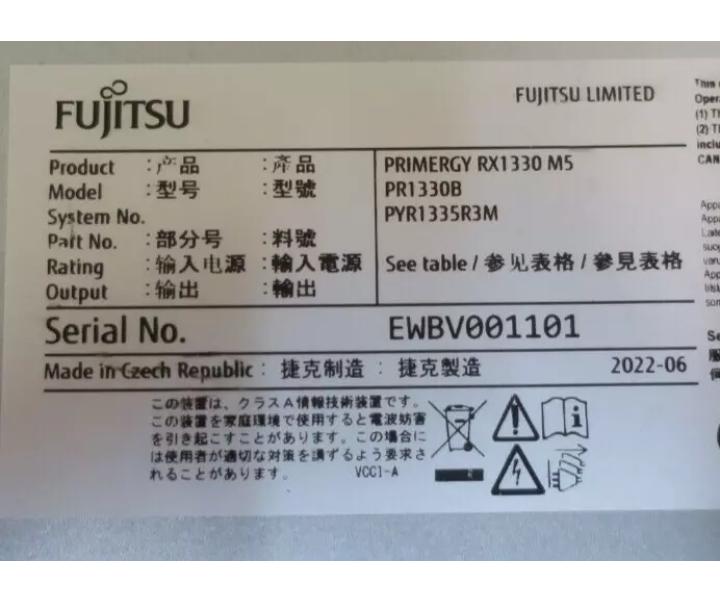 FUJITSU
FUJITSU LIMITED
Product : 产品 : 產品 PRIMERGY RX1330 M5
Model : 型号 : 型號 PR1330B
System No. PYR1335R3M
Part No. : 部分号 : 料號
Rating : 输入电源 : 輸入電源 See table / 参见表格 / 參見表格
Output : 输出 : 輸出
Serial No. EWBV001101
Made in Czech Republic : 捷克制造 : 捷克製造 2022-06
この装置は、クラスA情報技術装置です。
この装置を家庭環境で使用すると電波妨害
を引き起こすことがあります。この場合に
は使用者が適切な対策を講ずるよう要求さ
れることがあります。 VCCI-A
(1) T
(2) T
inclu
CAN